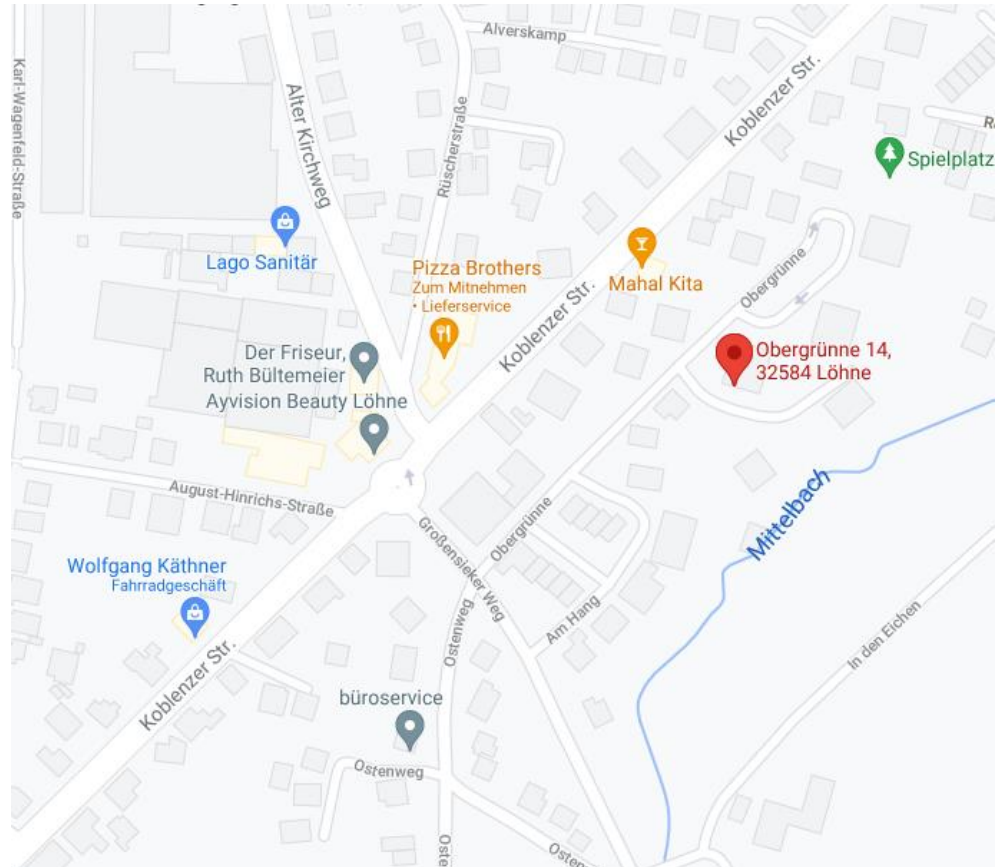 Alverskamp
Karl-Wagenfeld-Straße
Alter Kirchweg
Rüscherstraße
Koblenzer Str.
Spielplatz
Lago Sanitär
Pizza Brothers
Zum Mitnehmen
• Lieferservice
Mahal Kita
Obergrünne
Koblenzer Str.
Obergrünne 14,
32584 Löhne
Der Friseur,
Ruth Bültemeier
Ayvision Beauty Löhne
August-Hinrichs-Straße
Mittelbach
Obergrünne
Großensieker Weg
Wolfgang Käthner
Fahrradgeschäft
Am Hang
Ostenweg
In den Eichen
Koblenzer Str.
büroservice
Ostenweg